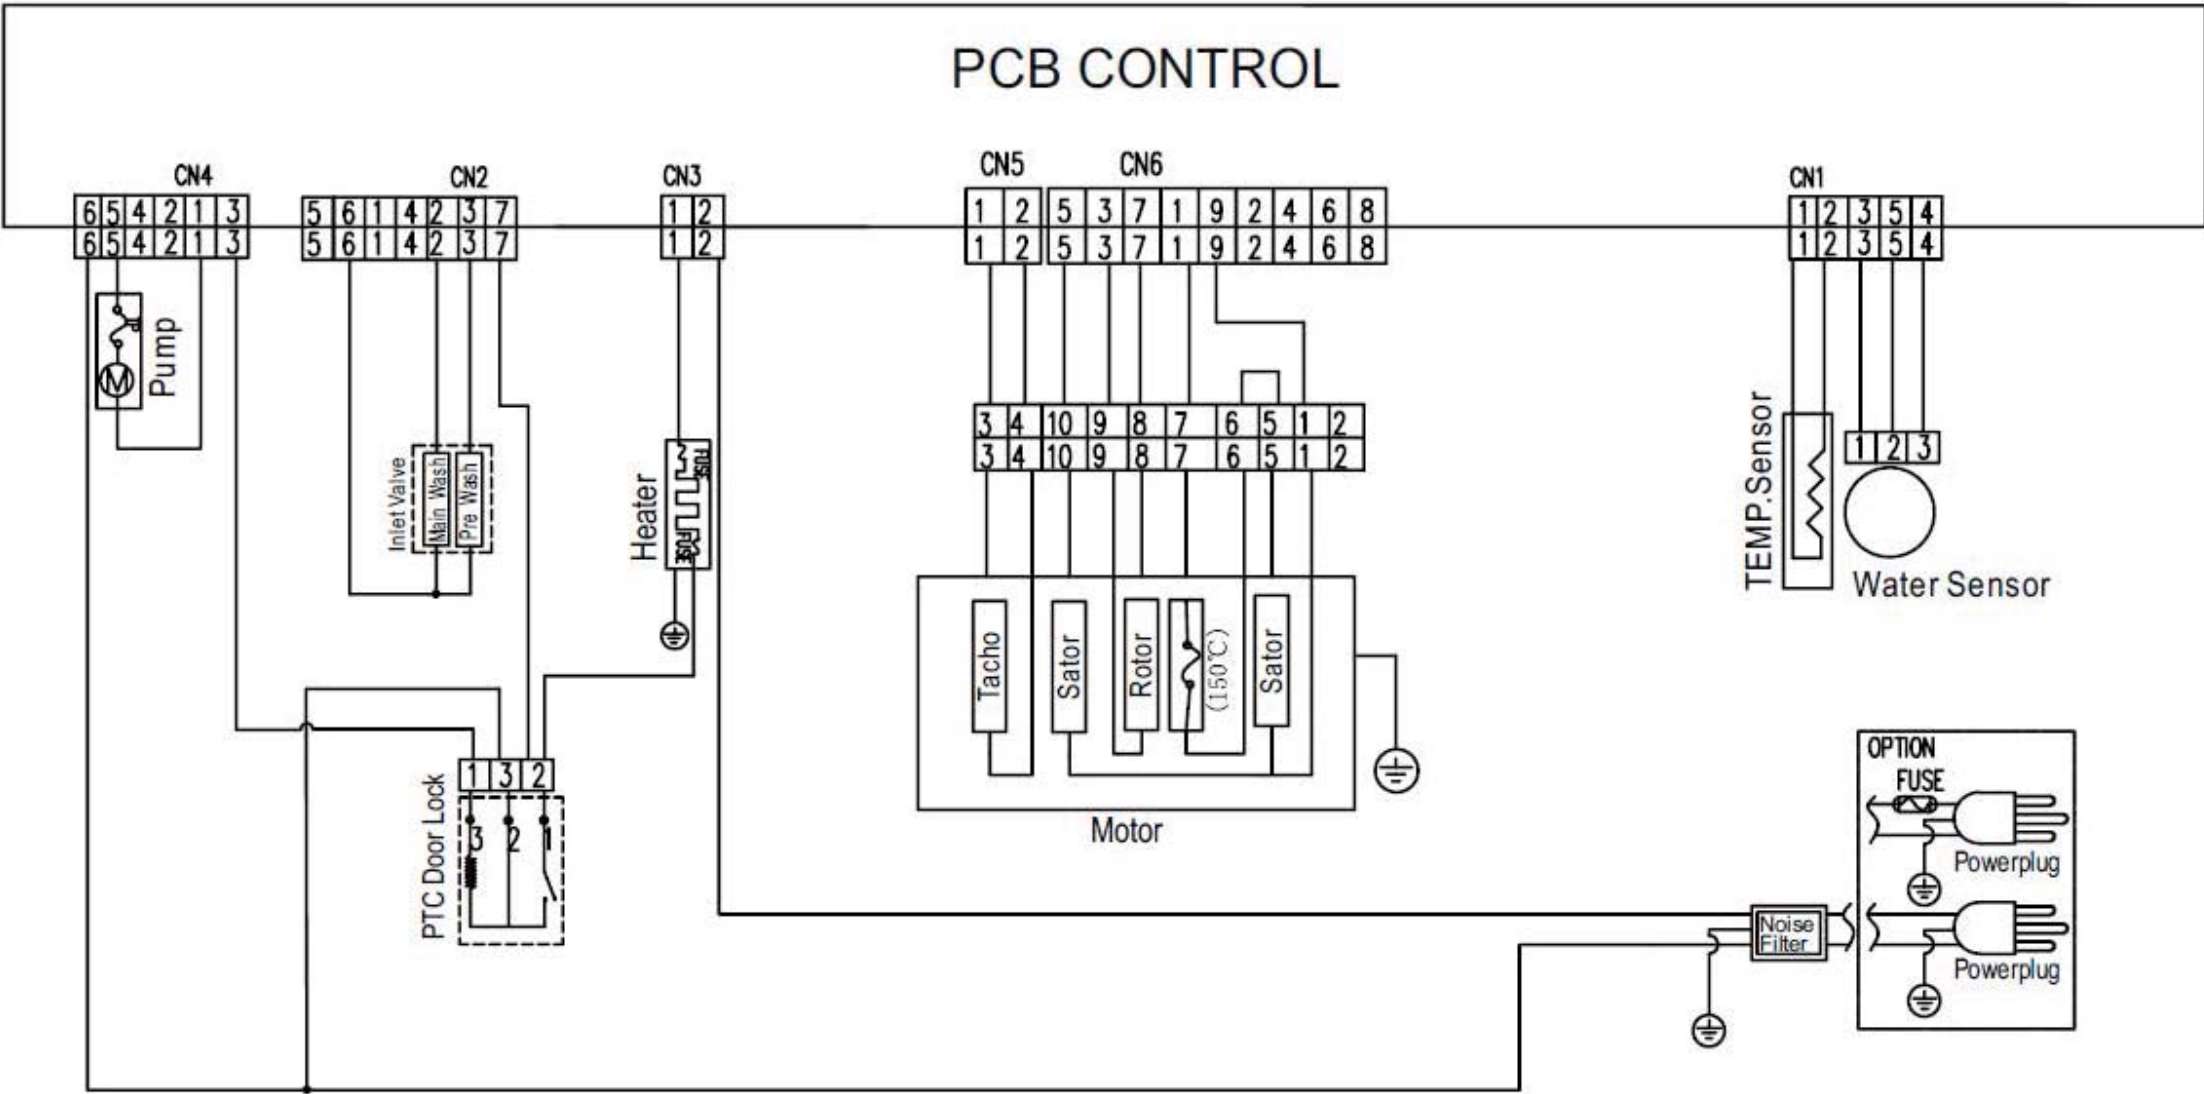 PCB CONTROL
CN4
CN2
CN3
CN5
CN6
CN1
6 5 4 2 1 3
6 5 4 2 1 3
5 6 1 4 2 3 7
5 6 1 4 2 3 7
1 2
1 2
1 2
1 2
5 3 7 1 9 2 4 6 8
5 3 7 1 9 2 4 6 8
1 2 3 5 4
1 2 3 5 4
M
Pump
Inlet Valve
Main Wash
Pre Wash
Heater
FUSE
FUSE
3 4 10 9 8 7 6 5 1 2
3 4 10 9 8 7 6 5 1 2
Tacho
Sator
Rotor
(150℃)
Sator
Motor
TEMP.Sensor
1 2 3
Water Sensor
PTC Door Lock
1 3 2
3 2 1
OPTION
FUSE
Powerplug
Noise
Filter
Powerplug